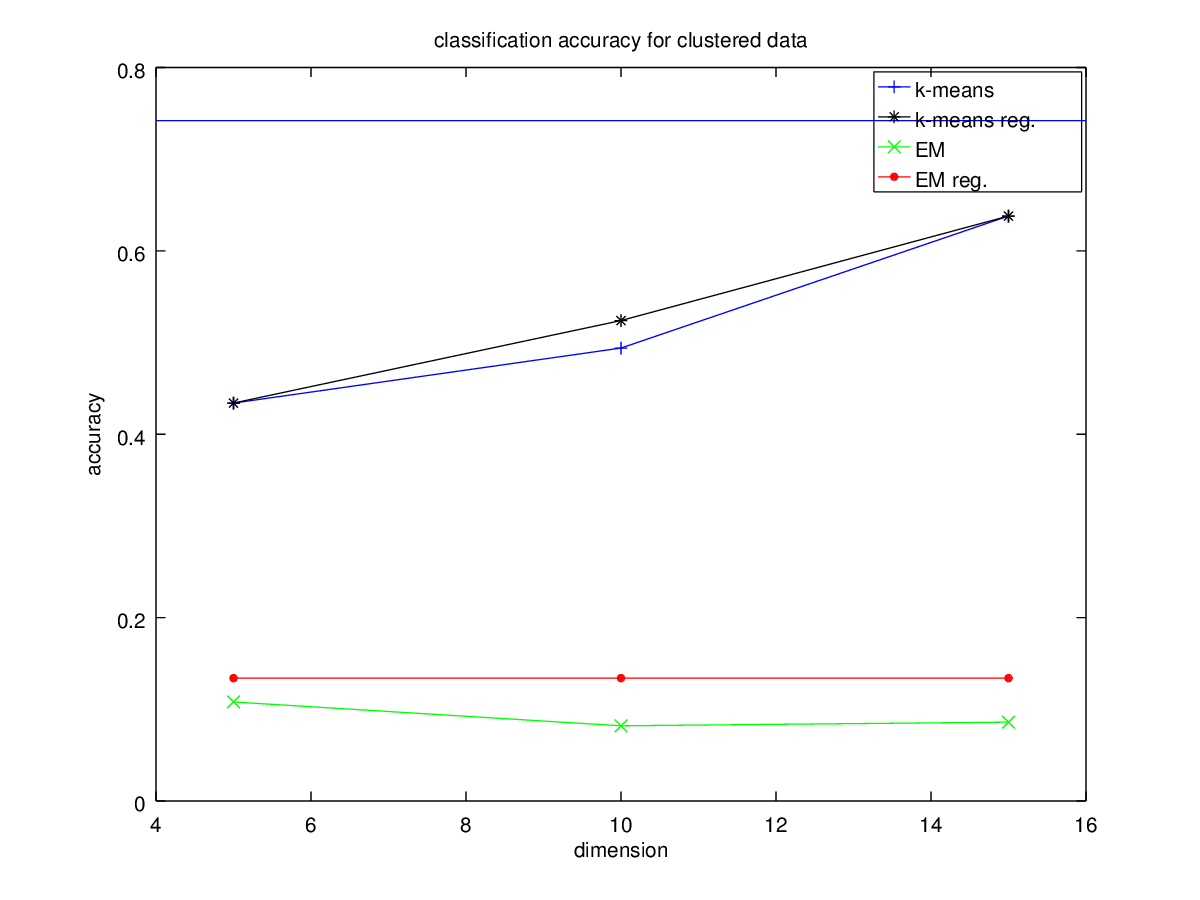 classification accuracy for clustered data
0.8
0.6
0.4
0.2
0
accuracy
k-means
k-means reg.
EM
EM reg.
4 6 8 10 12 14 16
dimension